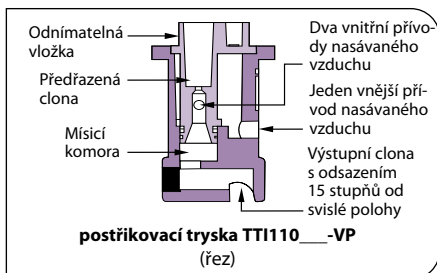 Odnímatelná
vložka
Předřazená
clona
Mísicí
komora
Dva vnitřní přívo-
dy nasávaného
vzduchu
Jeden vnější pří-
vod nasávaného
vzduchu
Výstupní clona
s odsazením
15 stupňů od
svislé polohy
postřikovací tryska TTI110___-VP
(řez)